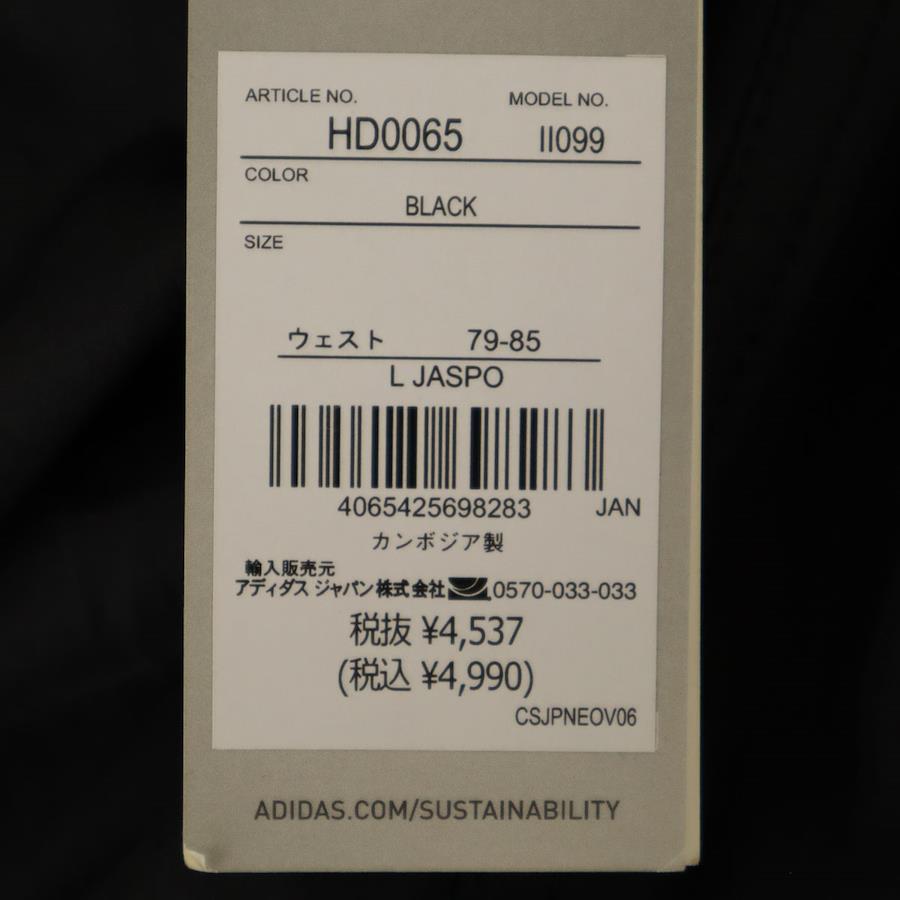 ARTICLE NO. MODEL NO.
HD0065 II099
COLOR
BLACK
SIZE
ウェスト 79-85
L JASPO
4065425698283 JAN
カンボジア製
輸入販売元
アディダス ジャパン株式会社 0570-033-033
税抜 ¥4,537
(税込 ¥4,990)
CSJPNEOV06
ADIDAS.COM/SUSTAINABILITY